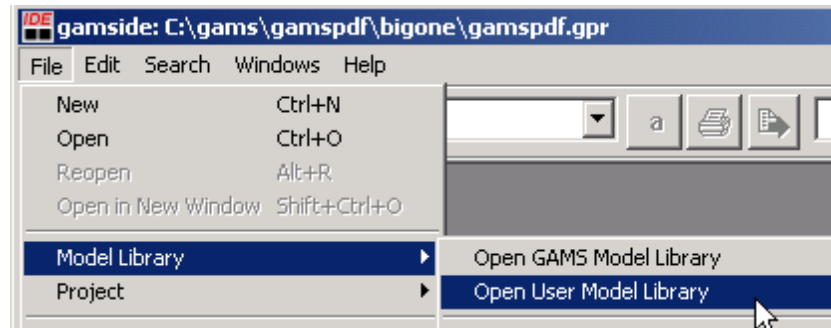 IDE gamside: C:\gams\gamspdf\bigone\gamspdf.gpr
File Edit Search Windows Help
New Ctrl+N
Open Ctrl+O
a
Reopen Alt+R
Open in New Window Shift+Ctrl+O
Model Library Open GAMS Model Library
Project Open User Model Library